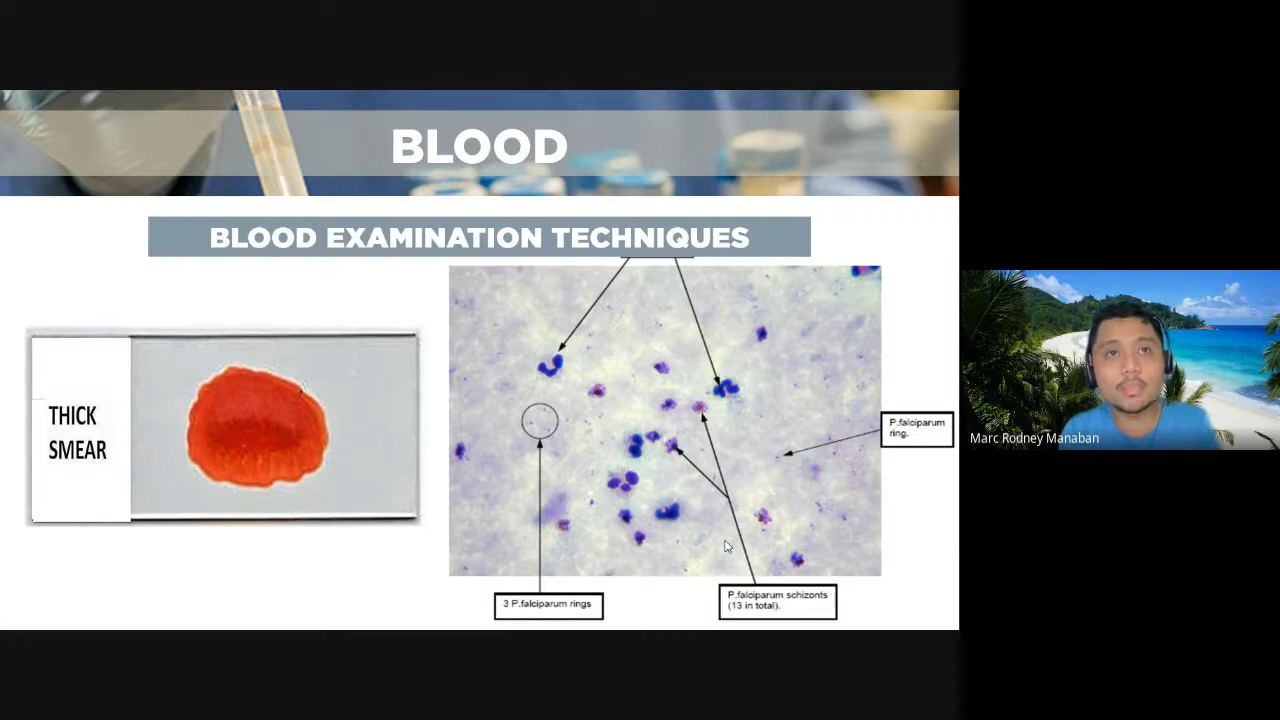 BLOOD
BLOOD EXAMINATION TECHNIQUES
THICK
SMEAR
P.falciparum
ring.
3 P.falciparum rings
P.falciparum schizonts
(13 in total).
Marc Rodney Manaban